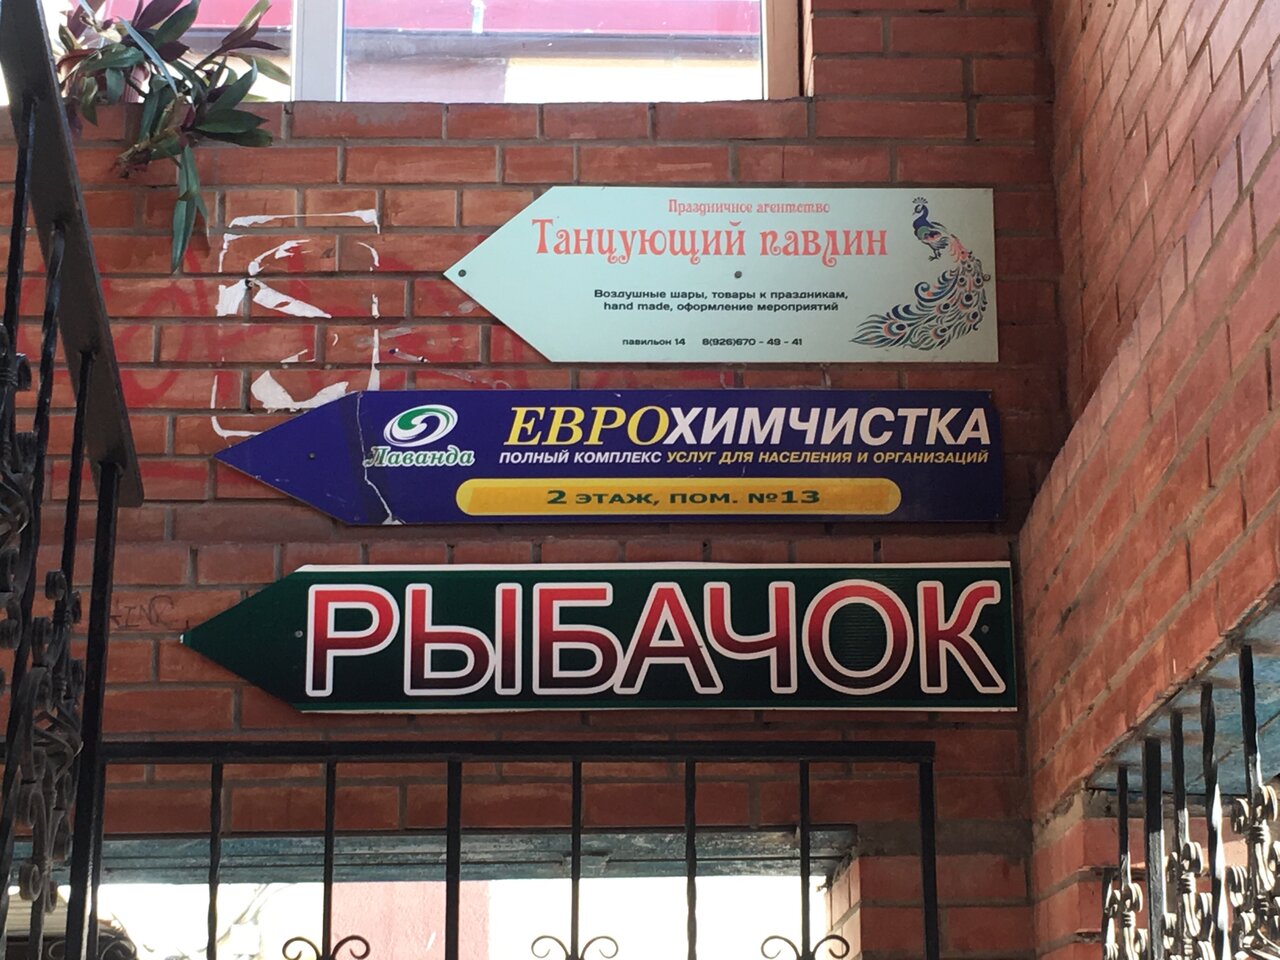 Праздничное агентство
Танцующий павлин
Воздушные шары, товары к праздникам,
hand made, оформление мероприятий
павильон 14 8(926)670 - 49 - 41
Лаванда
ЕВРОХИМЧИСТКА
ПОЛНЫЙ КОМПЛЕКС УСЛУГ ДЛЯ НАСЕЛЕНИЯ И ОРГАНИЗАЦИЙ
2 ЭТАЖ, ПОМ. №13
РЫБАЧОК